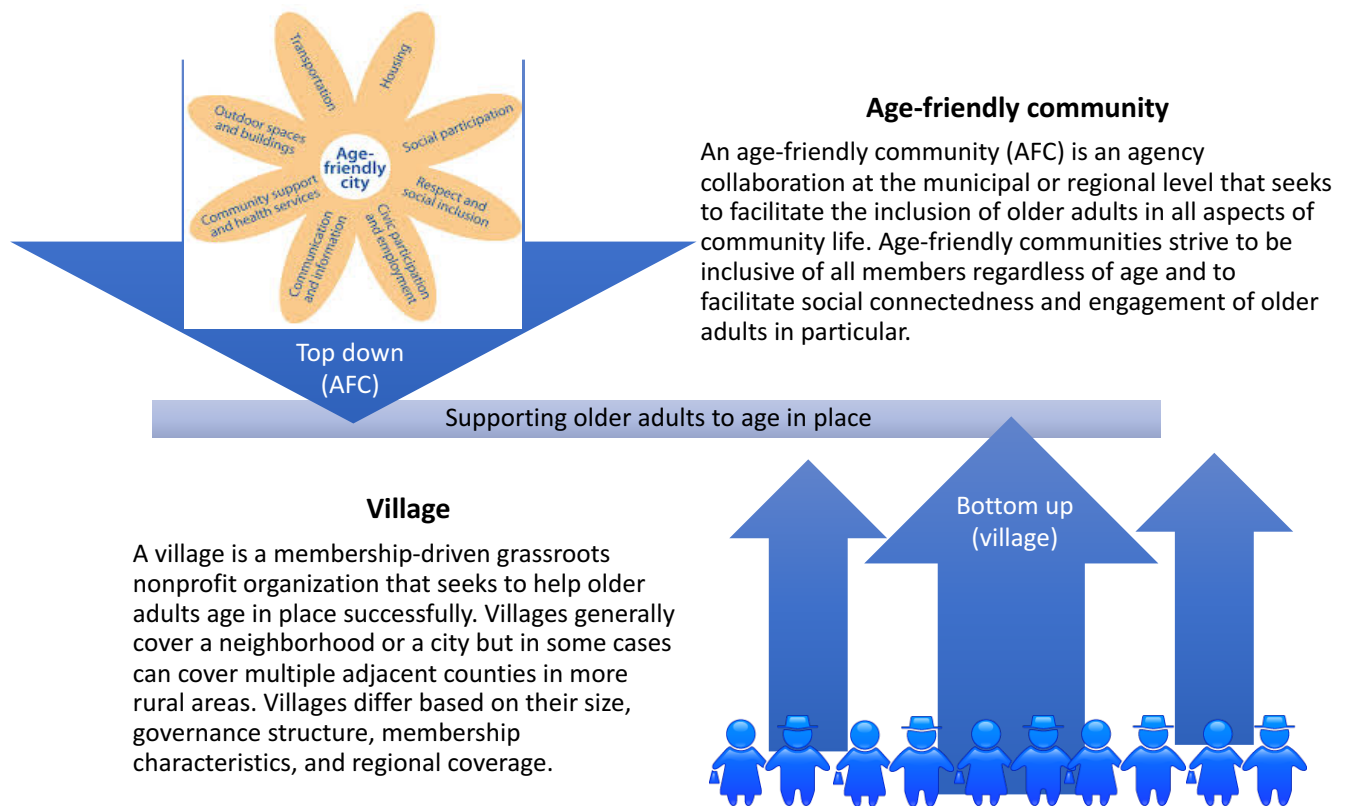 Transportation
Housing
Outdoor spaces
and buildings
Social participation
Age-
friendly
city
Community support
and health services
Respect and
social inclusion
Communication
and information
Civic participation
and employment
Top down
(AFC)
Age-friendly community
An age-friendly community (AFC) is an agency
collaboration at the municipal or regional level that seeks
to facilitate the inclusion of older adults in all aspects of
community life. Age-friendly communities strive to be
inclusive of all members regardless of age and to
facilitate social connectedness and engagement of older
adults in particular.
Supporting older adults to age in place
Village
A village is a membership-driven grassroots
nonprofit organization that seeks to help older
adults age in place successfully. Villages generally
cover a neighborhood or a city but in some cases
can cover multiple adjacent counties in more
rural areas. Villages differ based on their size,
governance structure, membership
characteristics, and regional coverage.
Bottom up
(village)